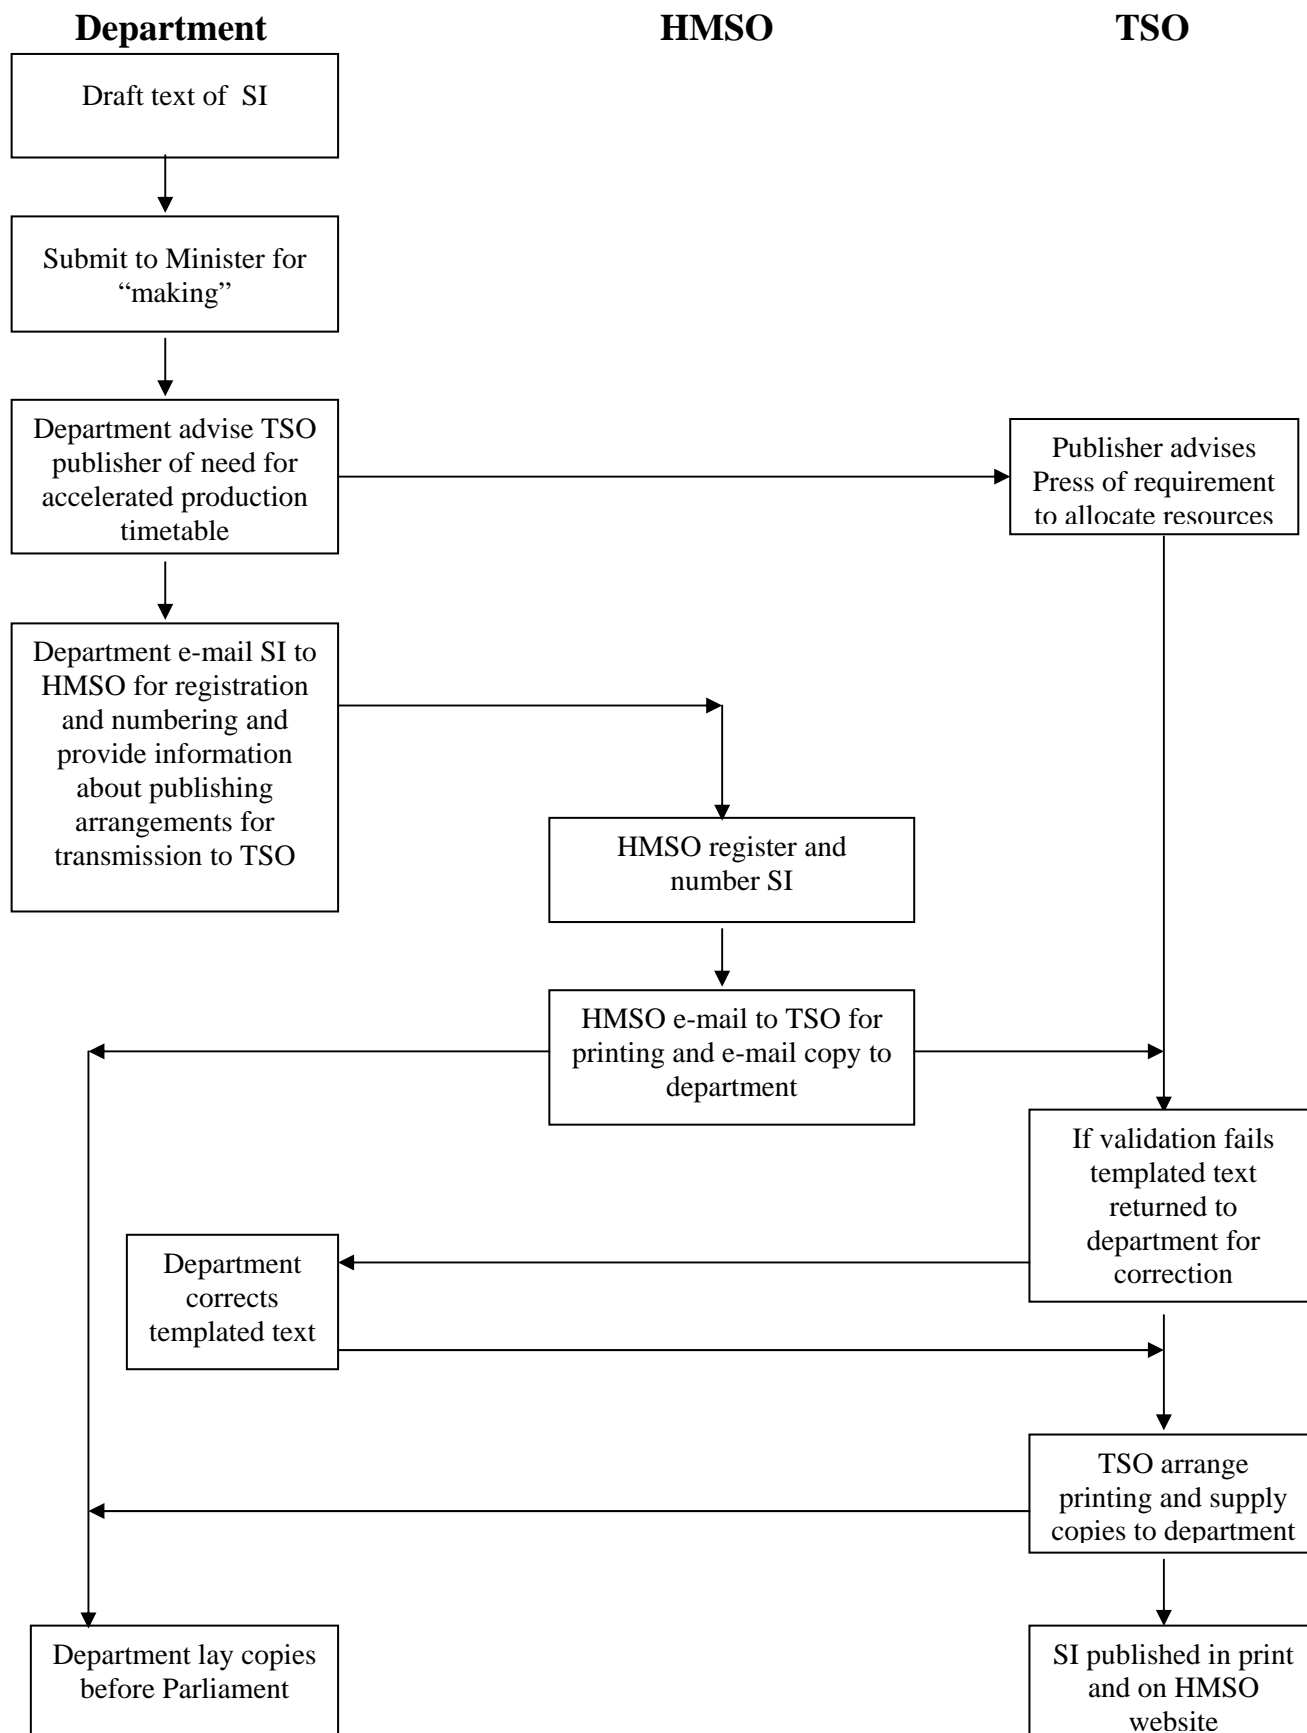 Department
HMSO
TSO
Draft text of  SI
Submit to Minister for
“making”
Department advise TSO
publisher of need for
accelerated production
timetable
Publisher advises
Press of requirement
to allocate resources
Department e-mail SI to
HMSO for registration
and numbering and
provide information
about publishing
arrangements for
transmission to TSO
HMSO register and
number SI
HMSO e-mail to TSO for
printing and e-mail copy to
department
If validation fails
templated text
returned to
department for
correction
Department
corrects
templated text
TSO arrange
printing and supply
copies to department
Department lay copies
before Parliament
SI published in print
and on HMSO
website